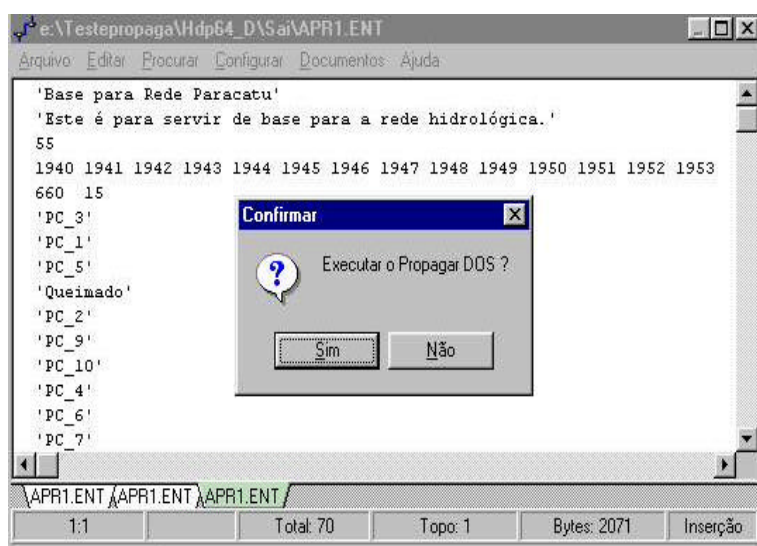 e:\Testepropaga\Hdp64_D\Sai\APR1.ENT
Arquivo Editar Procurar Configurar Documentos Ajuda
'Base para Rede Paracatu'
'Este é para servir de base para a rede hidrológica.'
55
1940 1941 1942 1943 1944 1945 1946 1947 1948 1949 1950 1951 1952 1953
660 15
'PC_3'
'PC_1'
'PC_5'
'Queimado'
'PC_2'
'PC_9'
'PC_10'
'PC_4'
'PC_6'
'PC_7'
Confirmar
Executar o Propagar DOS ?
Sim Não
APR1.ENT APR1.ENT APR1.ENT
1:1 Total: 70 Topo: 1 Bytes: 2071 Inserção